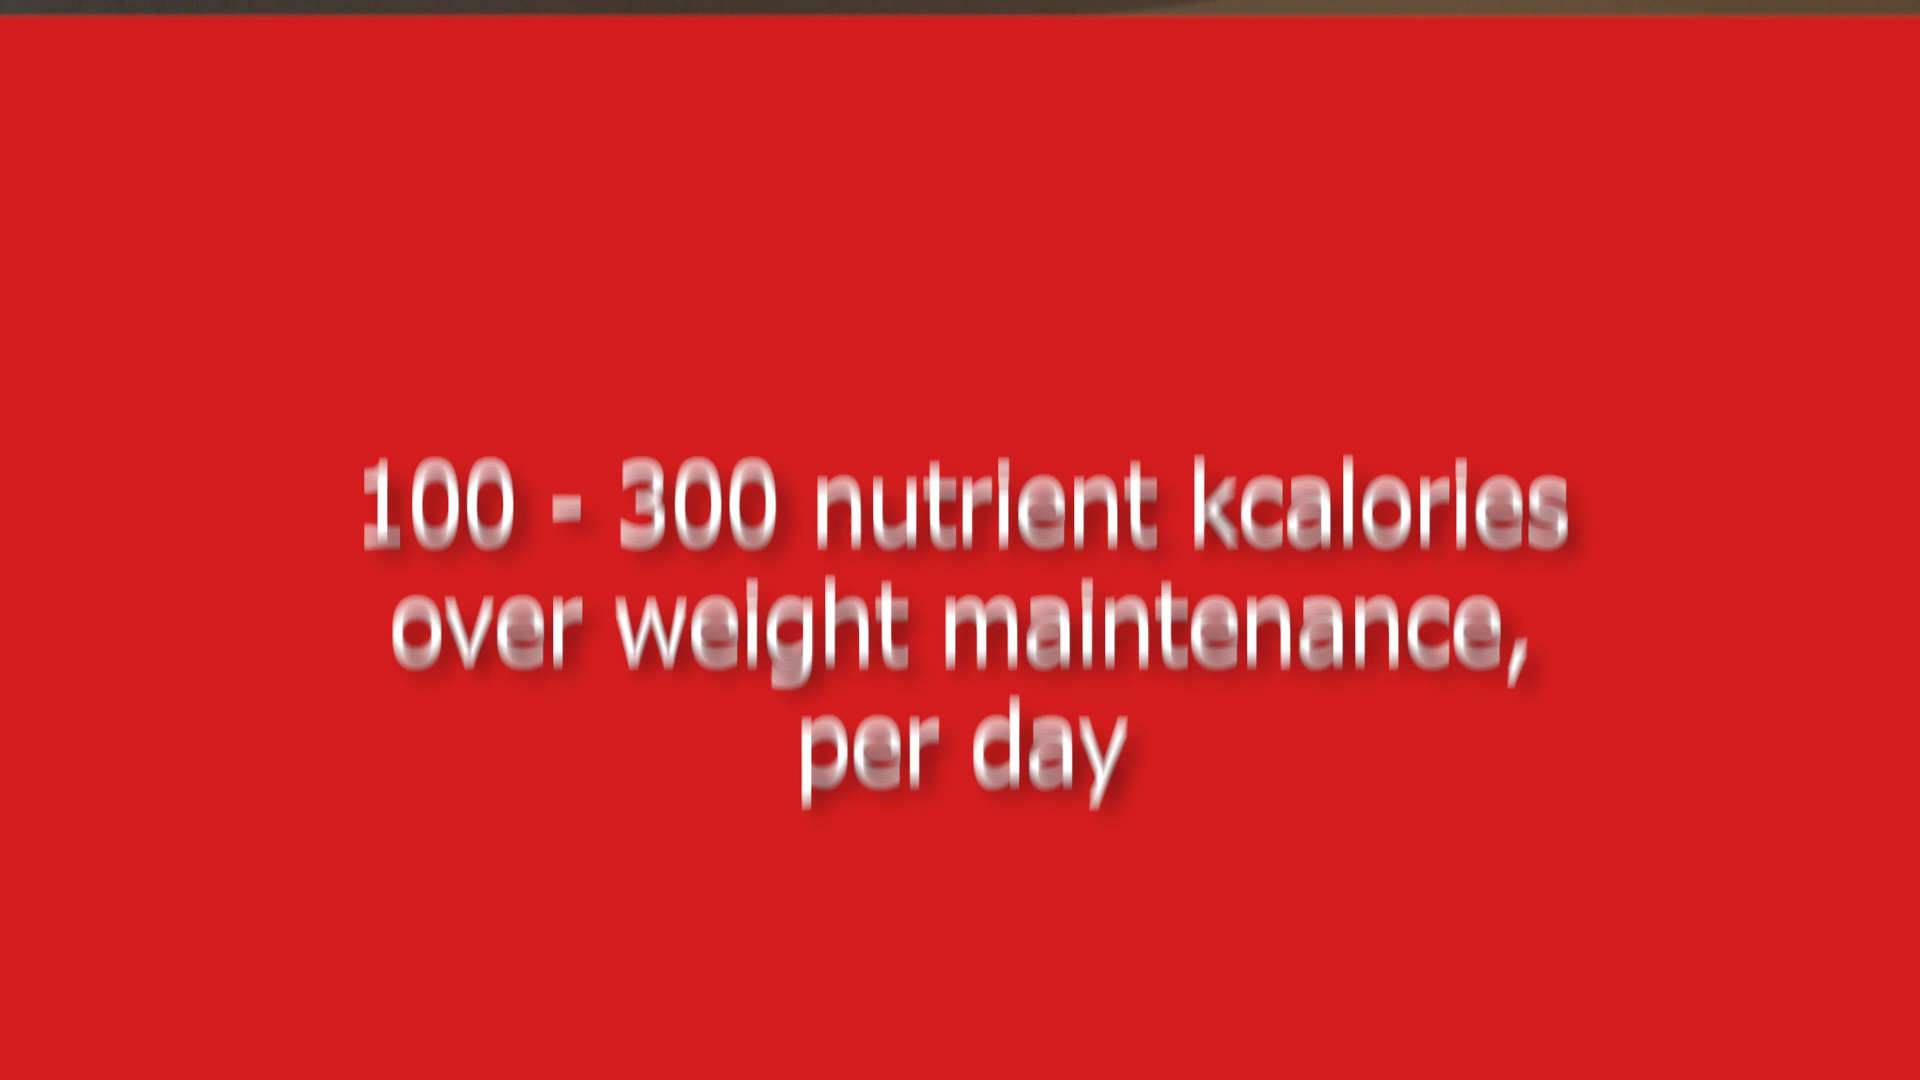 100 - 300 nutrient kcalories
over weight maintenance,
per day